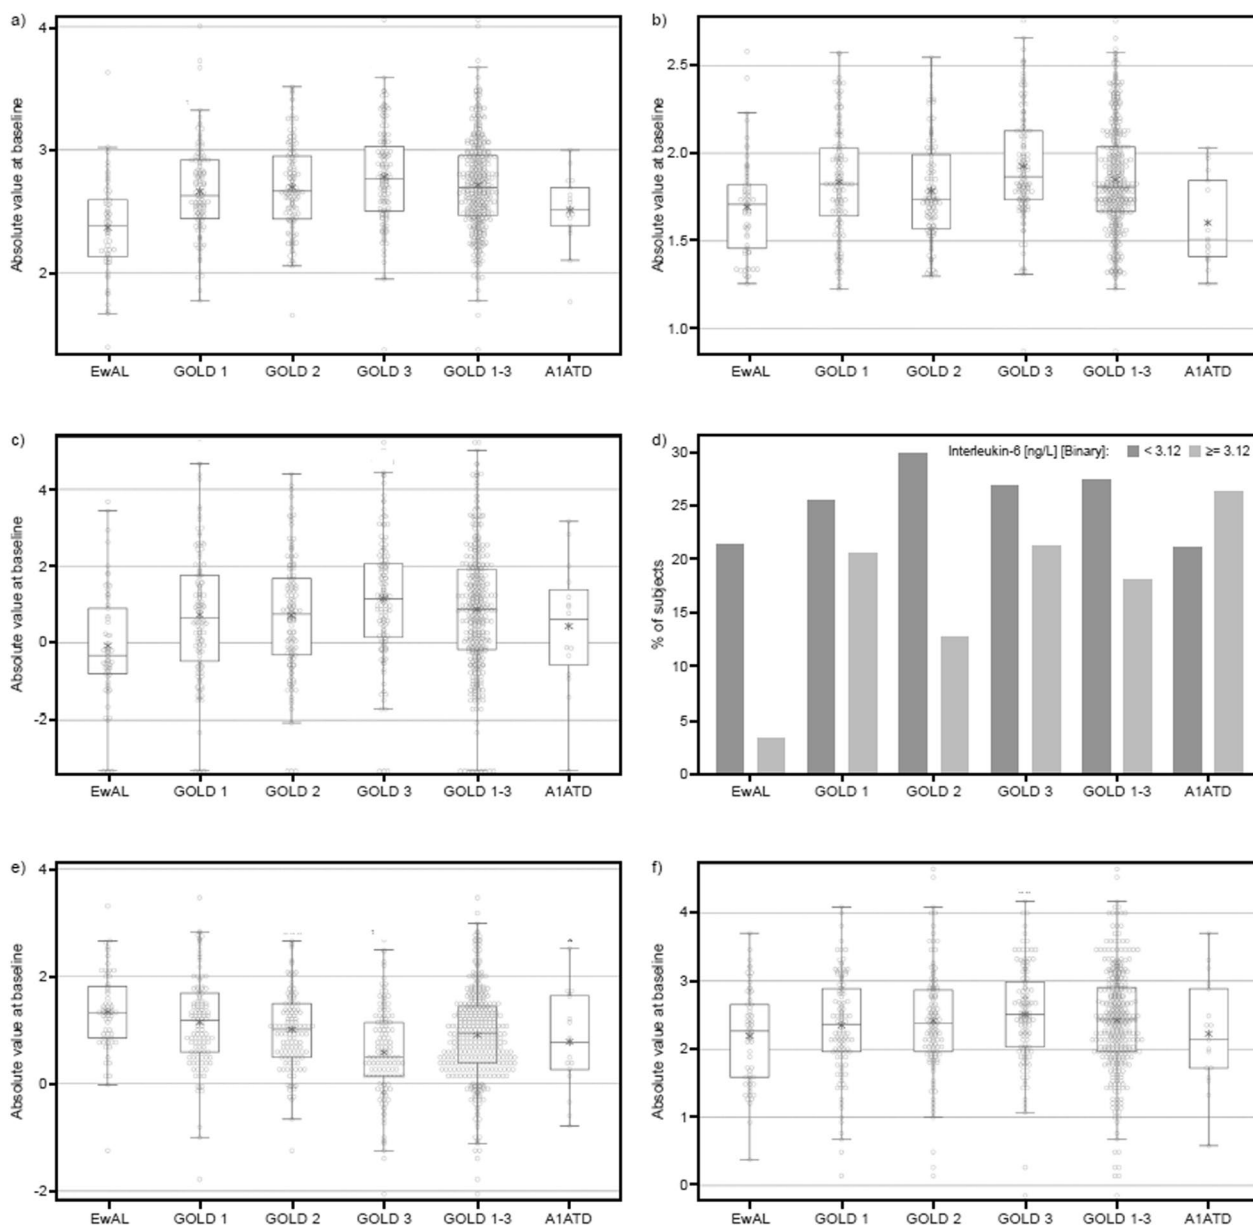 a)
Absolute value at baseline
4
3
2
EwAL GOLD 1 GOLD 2 GOLD 3 GOLD 1-3 A1ATD
b)
Absolute value at baseline
2.5
2.0
1.5
1.0
EwAL GOLD 1 GOLD 2 GOLD 3 GOLD 1-3 A1ATD
c)
Absolute value at baseline
4
2
0
-2
EwAL GOLD 1 GOLD 2 GOLD 3 GOLD 1-3 A1ATD
d)
Interleukin-6 [ng/L] [Binary]: < 3.12 ≥= 3.12
% of subjects
30
25
20
15
10
5
0
EwAL GOLD 1 GOLD 2 GOLD 3 GOLD 1-3 A1ATD
e)
Absolute value at baseline
4
2
0
-2
EwAL GOLD 1 GOLD 2 GOLD 3 GOLD 1-3 A1ATD
f)
Absolute value at baseline
4
3
2
1
0
EwAL GOLD 1 GOLD 2 GOLD 3 GOLD 1-3 A1ATD